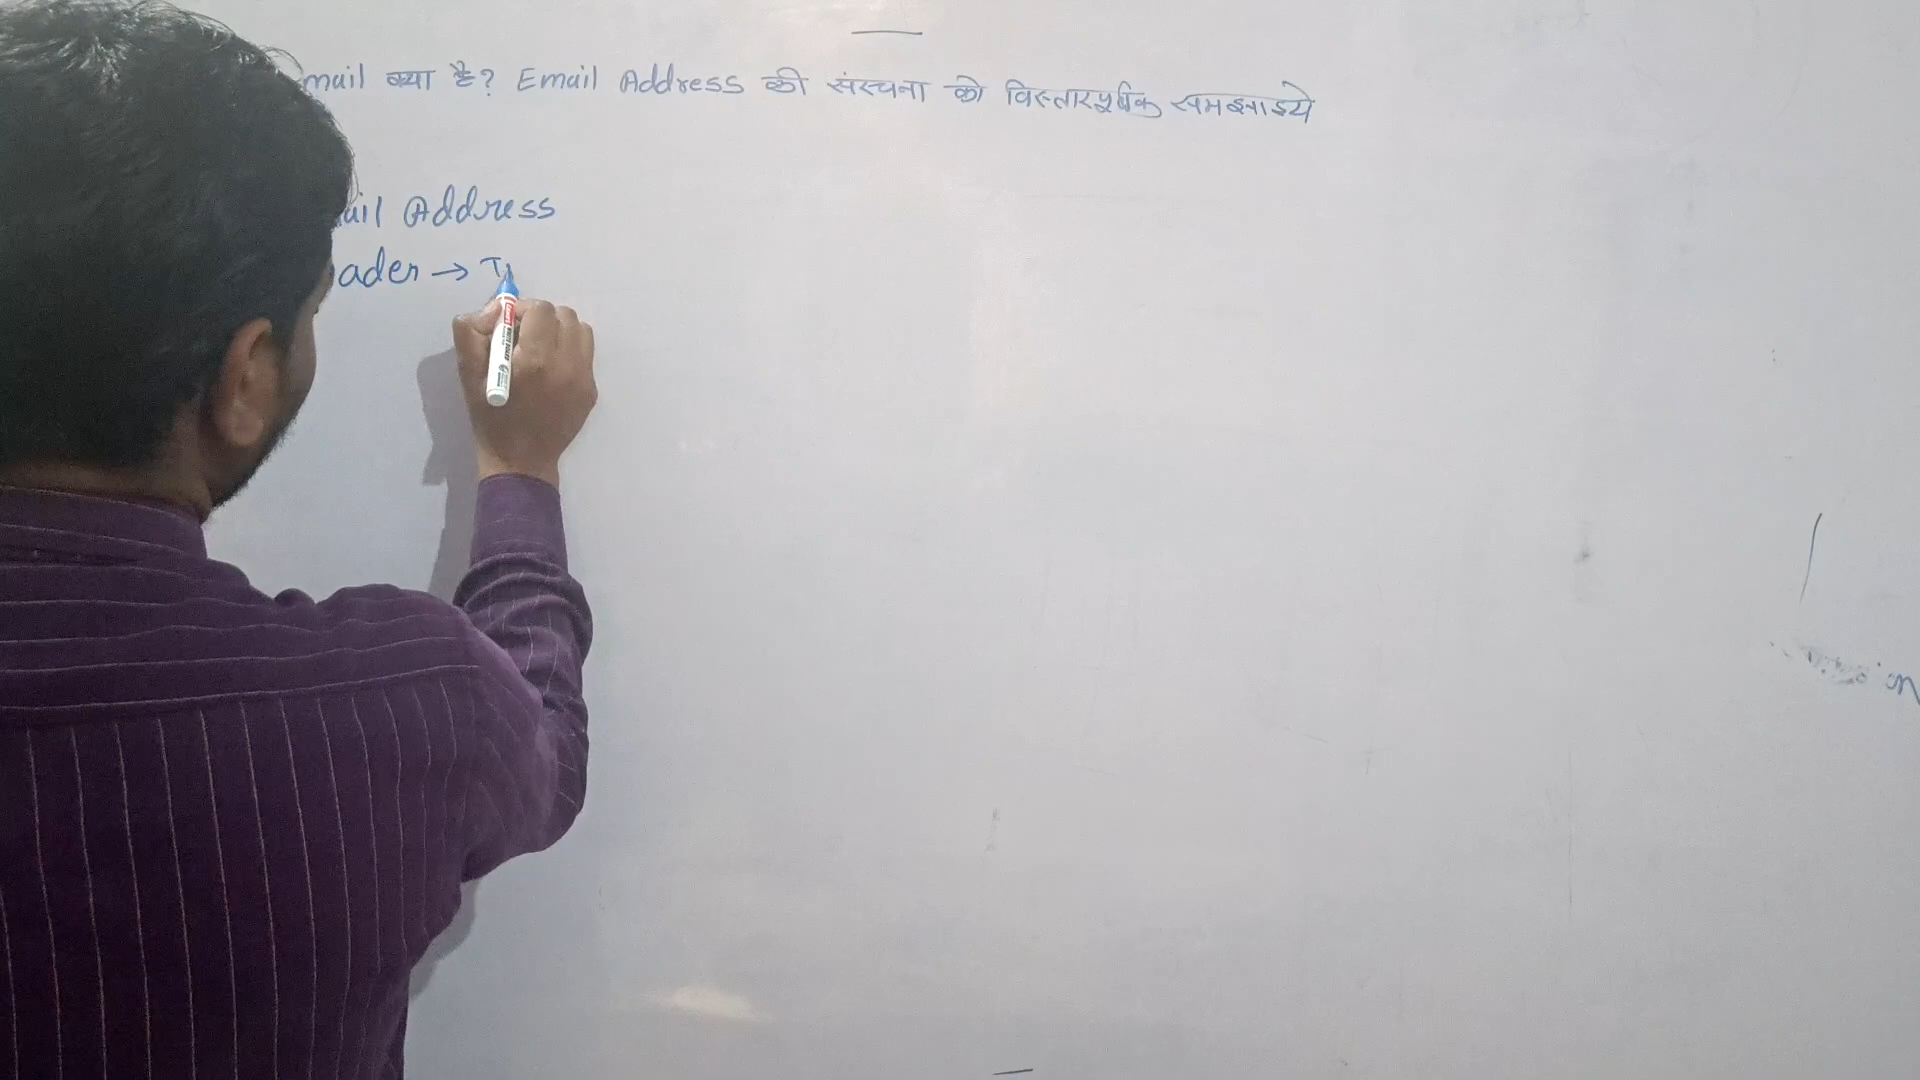 mail क्या है? Email Address की संरचना को विस्तारपूर्वक समझाइये
ail Address
ader →